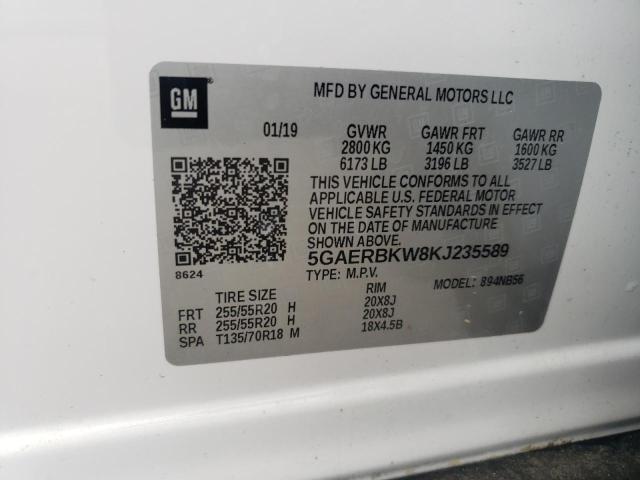 GM
MFD BY GENERAL MOTORS LLC
01/19 GVWR GAWR FRT GAWR RR
2800 KG 1450 KG 1600 KG
6173 LB 3196 LB 3527 LB
THIS VEHICLE CONFORMS TO ALL
APPLICABLE U.S. FEDERAL MOTOR
VEHICLE SAFETY STANDARDS IN EFFECT
ON THE DATE OF MANUFACTURE
SHOWN ABOVE.
8624
5GAERBKW8KJ235589
TYPE: M.P.V. MODEL: 894NB56
TIRE SIZE RIM
FRT 255/55R20 H 20X8J
RR 255/55R20 H 20X8J
SPA T135/70R18 M 18X4.5B